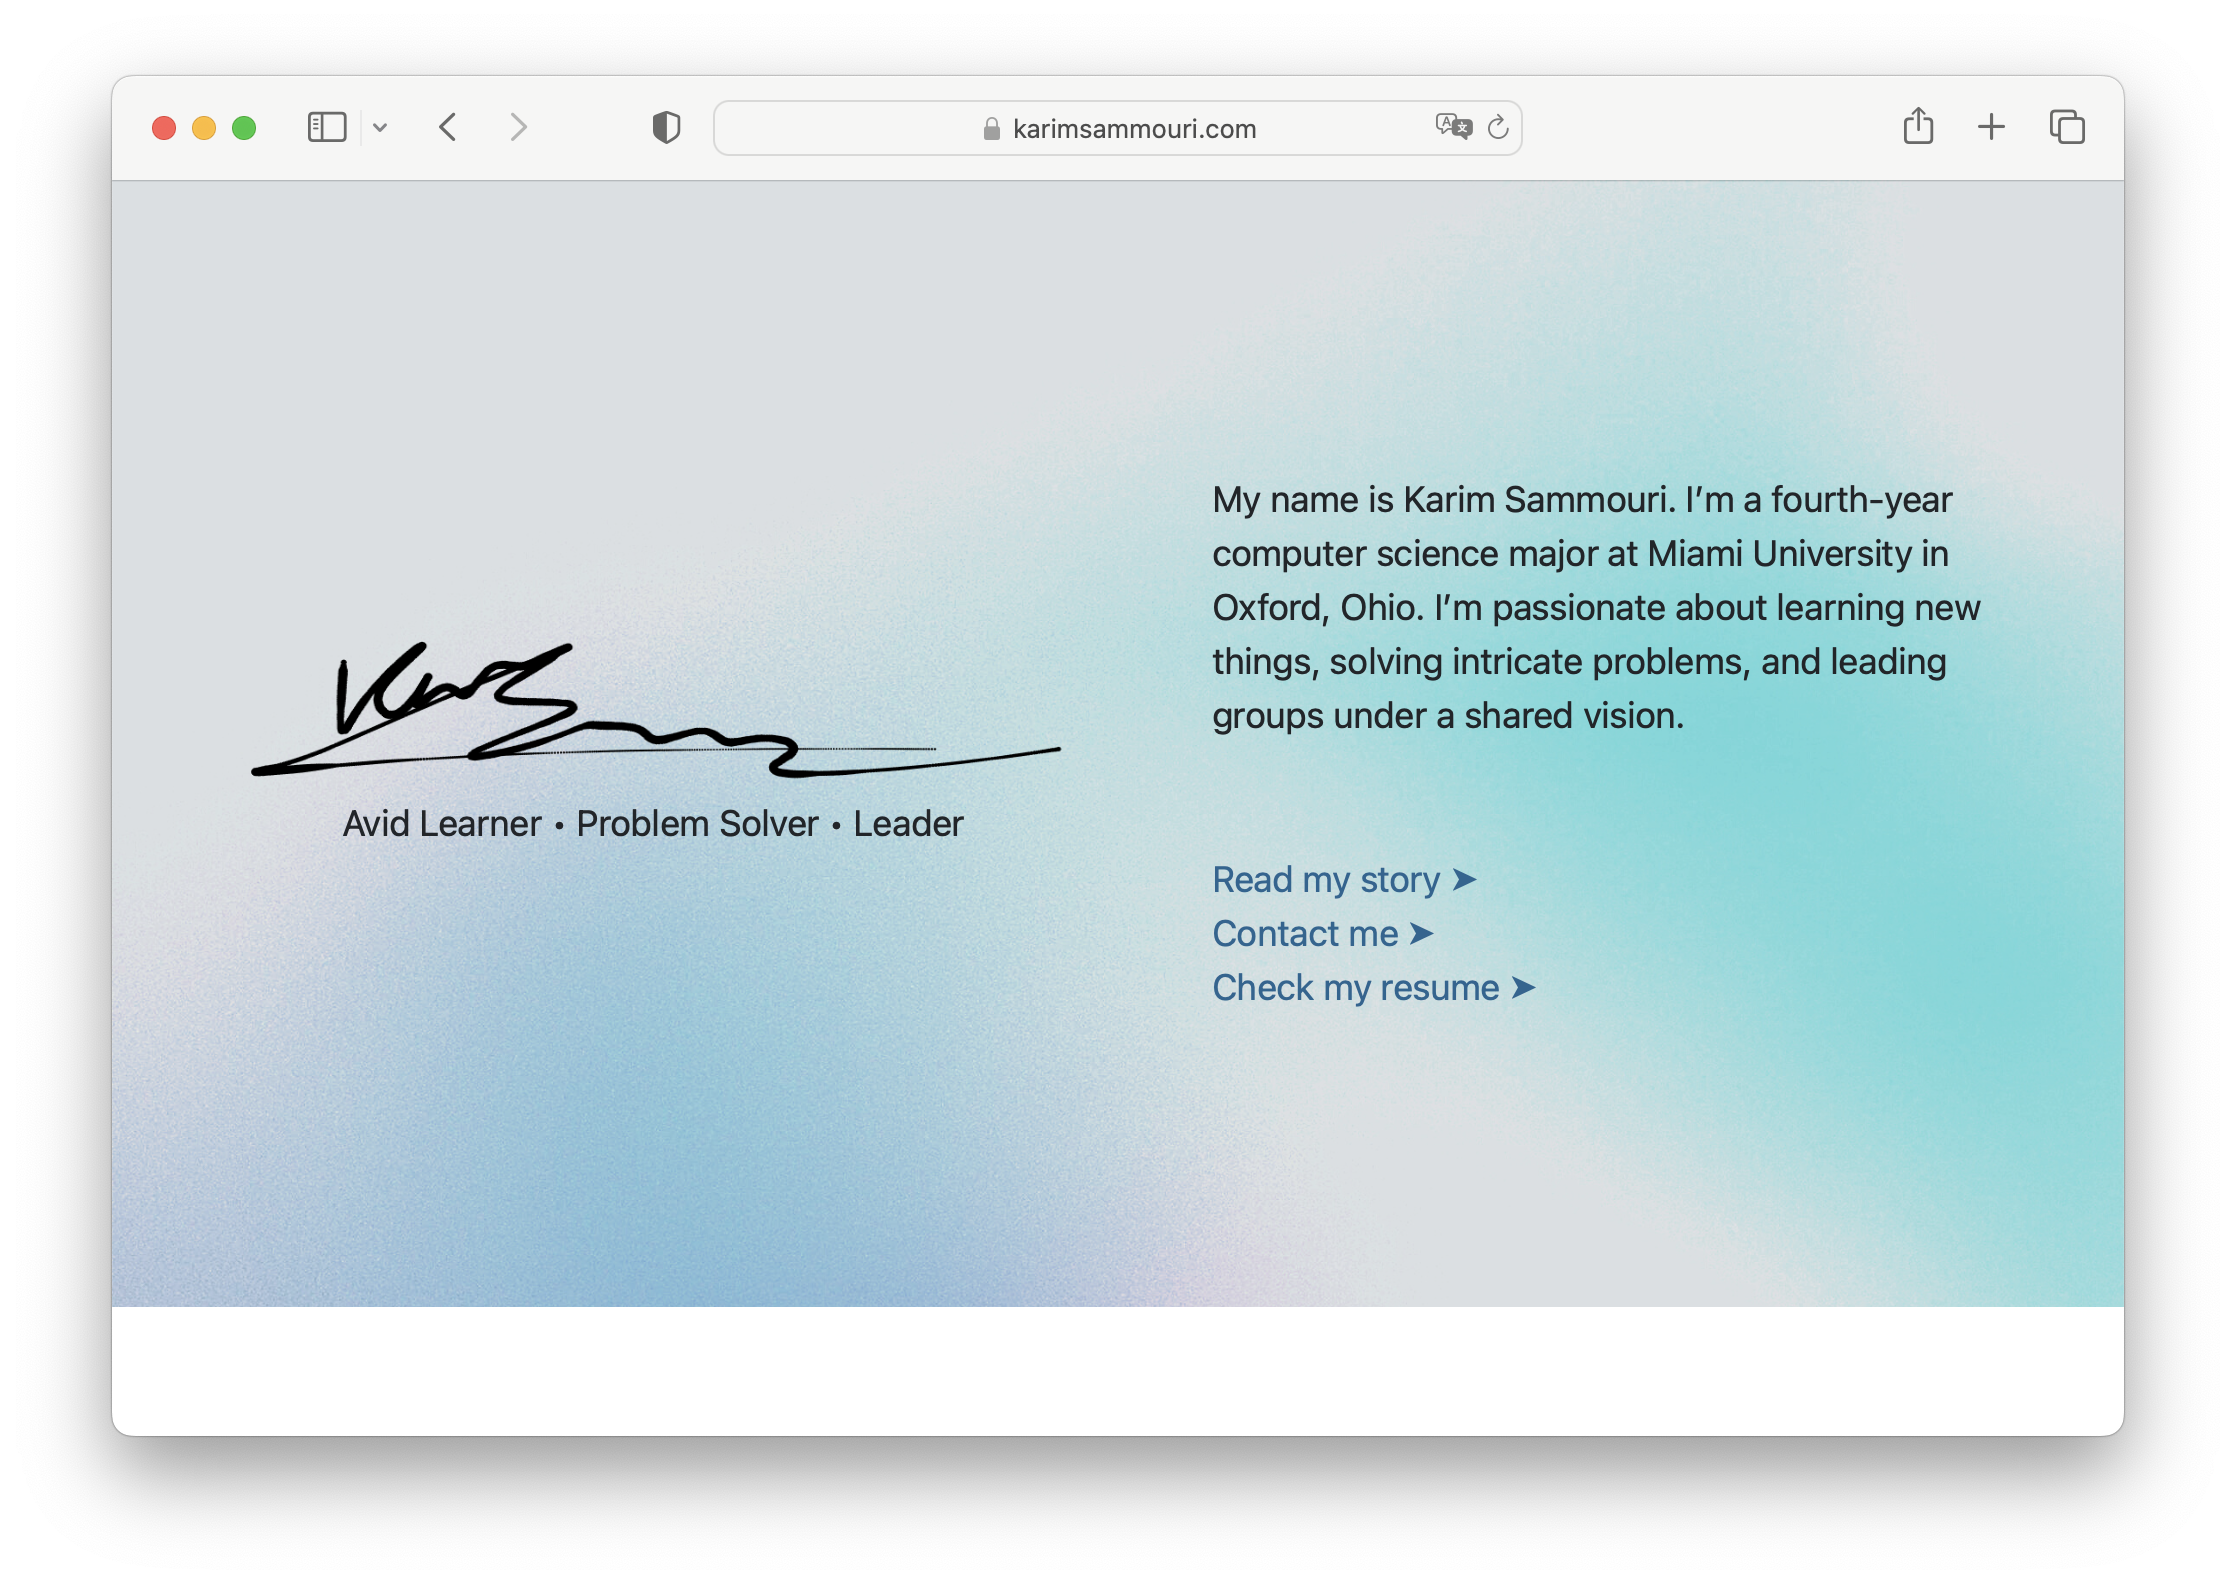 karimsammouri.com
Avid Learner • Problem Solver • Leader
My name is Karim Sammouri. I’m a fourth-year
computer science major at Miami University in
Oxford, Ohio. I’m passionate about learning new
things, solving intricate problems, and leading
groups under a shared vision.
Read my story ➤
Contact me ➤
Check my resume ➤